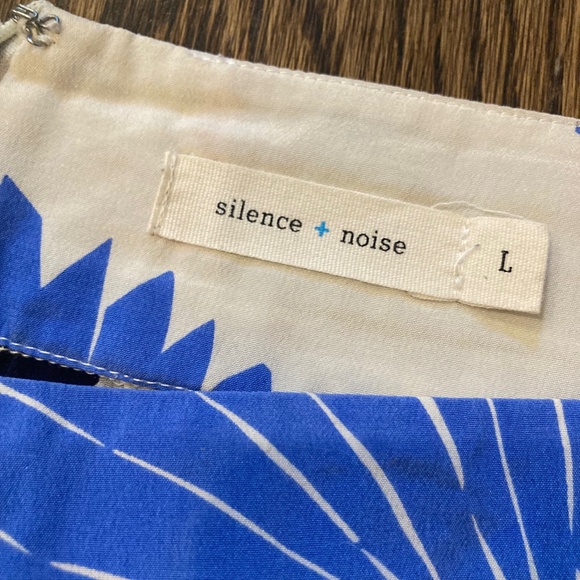 silence + noise
L